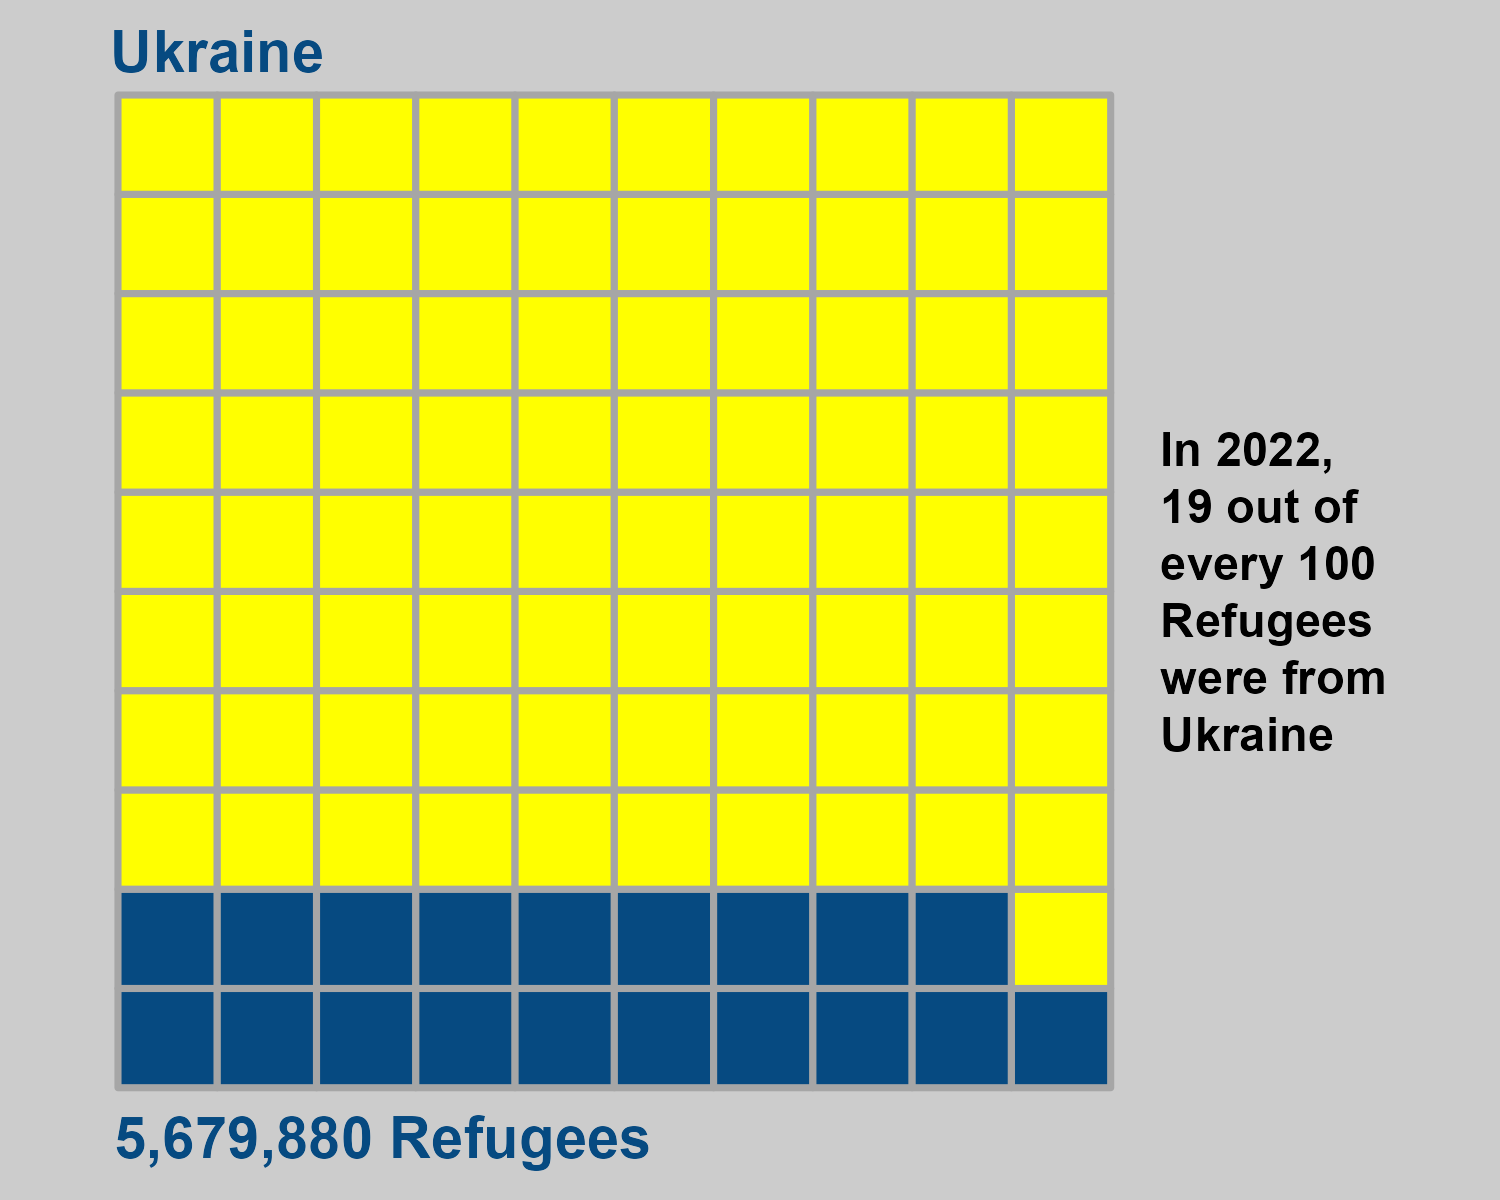 Ukraine
In 2022,
19 out of
every 100
Refugees
were from
Ukraine
5,679,880 Refugees